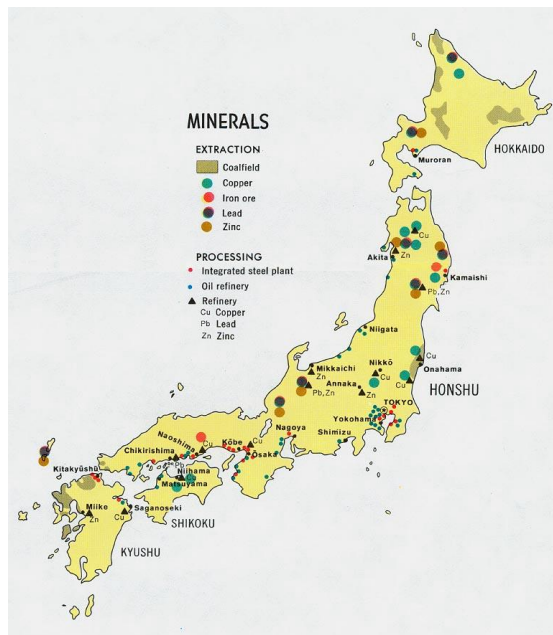 MINERALS
EXTRACTION
Coalfield
Copper
Iron ore
Lead
Zinc
PROCESSING
Integrated steel plant
Oil refinery
Refinery
Cu Copper
Pb Lead
Zn Zinc
HOKKAIDO
Muroran
Cu
Akita
Zn
Kamaishi
Pb,Zn
Niigata
Cu
Onahama
Nikkō
Cu
Cu
Mikkaichi
Zn
Pb,Zn
Annaka
Zn
HONSHU
TOKYO
Yokohama
Nagoya
Shimizu
Naoshima
Cu
Kōbe
Cu
Chikirishima
Ōsaka
Kitakyūshū
Pb
Niihama
Cu
Matsuyama
Miike
Zn
Cu
Saganoseki
SHIKOKU
KYUSHU